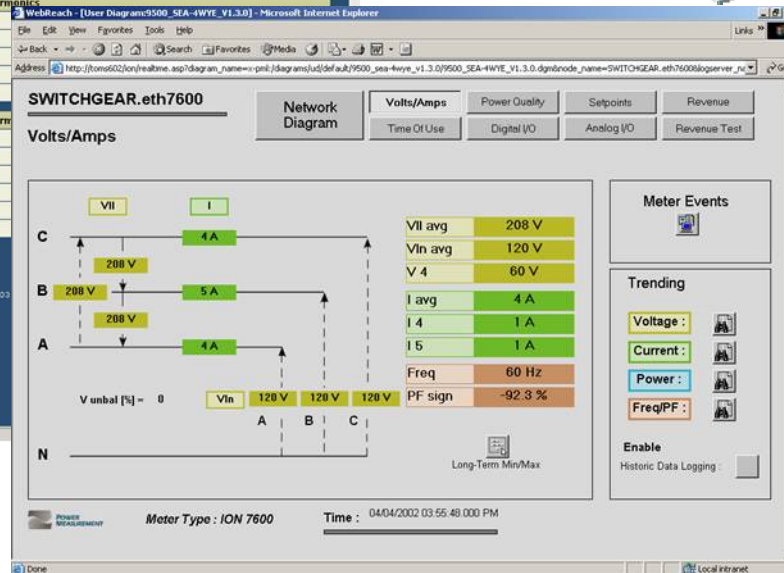 rmonics
WebReach - [User Diagram:9500_SEA-4WYE_V1.3.0] - Microsoft Internet Explorer
File Edit View Favorites Tools Help
Links »
Back Search Favorites Media
Address http://toms602/ion/realtime.asp?diagram_name=x-pml:/diagrams/ud/default/9500_sea-4wye_v1.3.0/9500_SEA-4WYE_V1.3.0.dgm&node_name=SWITCHGEAR.eth7600&logserver_na
SWITCHGEAR.eth7600
Volts/Amps
Network Diagram
Volts/Amps Power Quality Setpoints Revenue
Time Of Use Digital I/O Analog I/O Revenue Test
Vll I
C 4 A
208 V
B 208 V 5 A
208 V
A 4 A
V unbal [%] = 0 Vln 120 V 120 V 120 V
A B C
N
Vll avg 208 V
Vln avg 120 V
V 4 60 V
I avg 4 A
I 4 1 A
I 5 1 A
Freq 60 Hz
PF sign -92.3 %
Long-Term Min/Max
Meter Events
Trending
Voltage :
Current :
Power :
Freq/PF :
Enable
Historic Data Logging :
POWER MEASUREMENT
Meter Type : ION 7600
Time : 04/04/2002 03:55:48.000 PM
Done
Local intranet